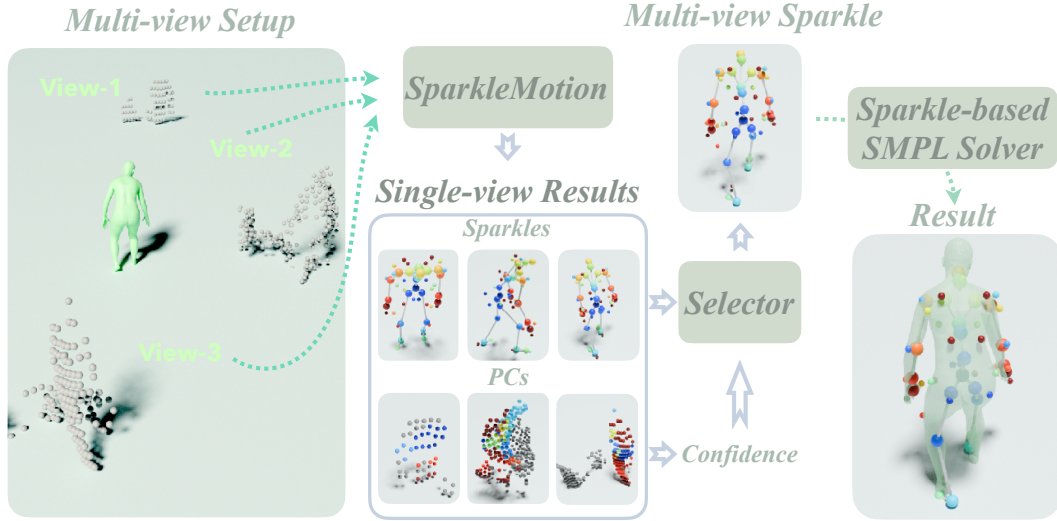 Multi-view Setup
View-1
View-2
View-3
SparkleMotion
Single-view Results
Sparkles
PCs
Multi-view Sparkle
Selector
Confidence
Sparkle-based
SMPL Solver
Result